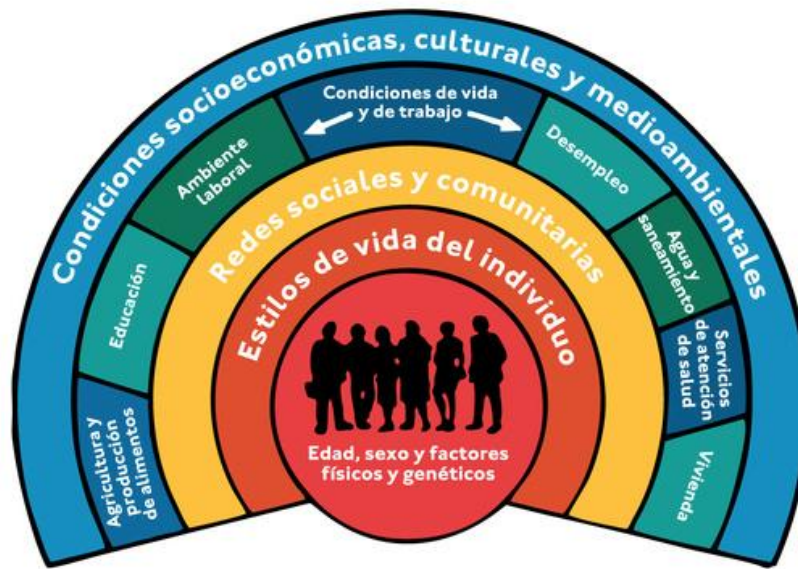 Condiciones socioeconómicas, culturales y medioambientales
Condiciones de vida
y de trabajo
Agricultura y
producción
de alimentos
Educación
Ambiente
laboral
Desempleo
Agua y
saneamiento
Servicios
de atención
de salud
Vivienda
Redes sociales y comunitarias
Estilos de vida del individuo
Edad, sexo y factores
físicos y genéticos